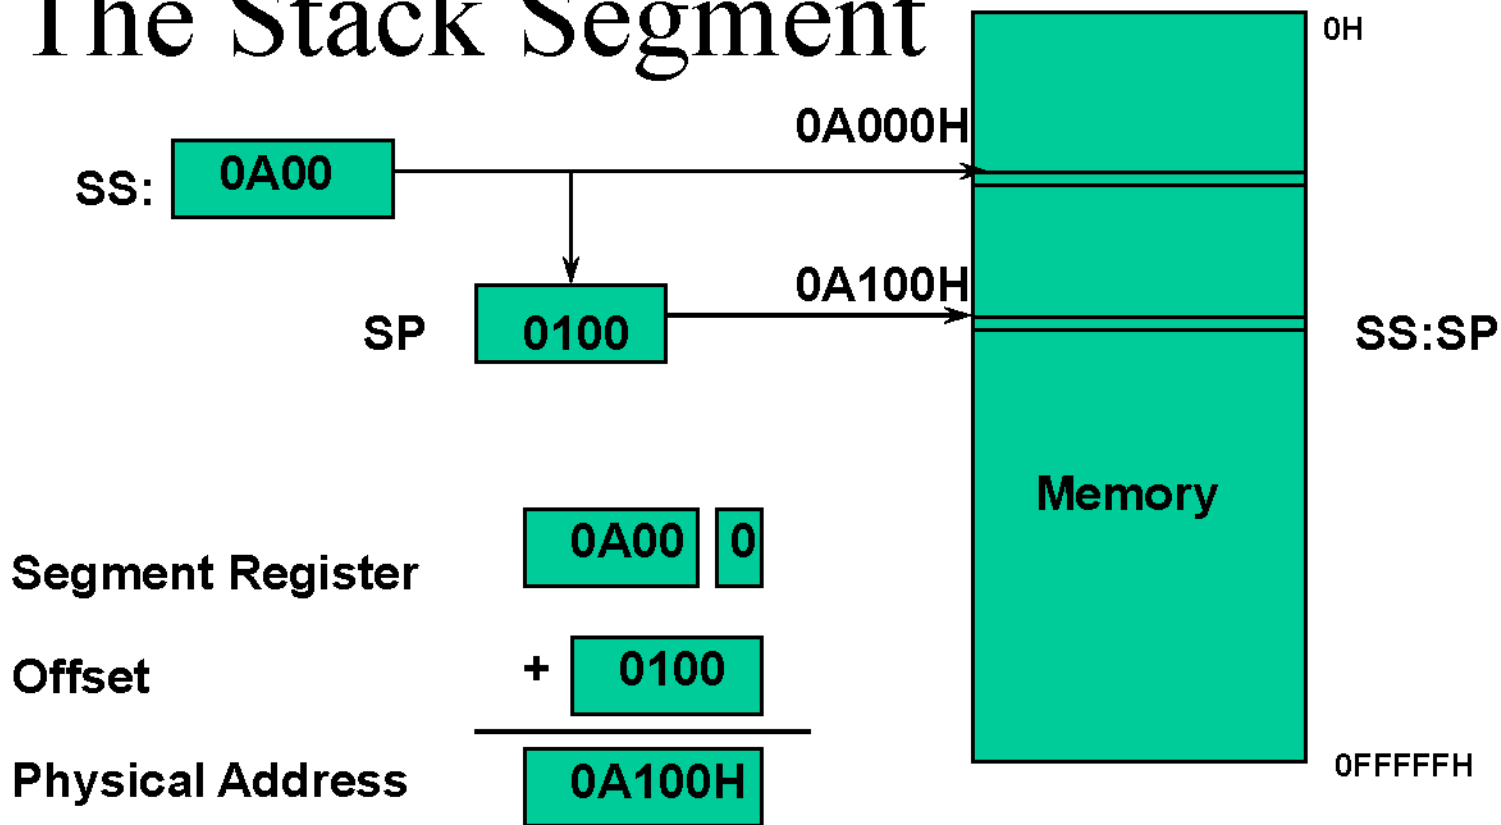 The Stack Segment
0H
0A000H
SS: 0A00
0A100H
SP 0100
SS:SP
Memory
Segment Register 0A00 0
Offset + 0100
Physical Address 0A100H
0FFFFFH